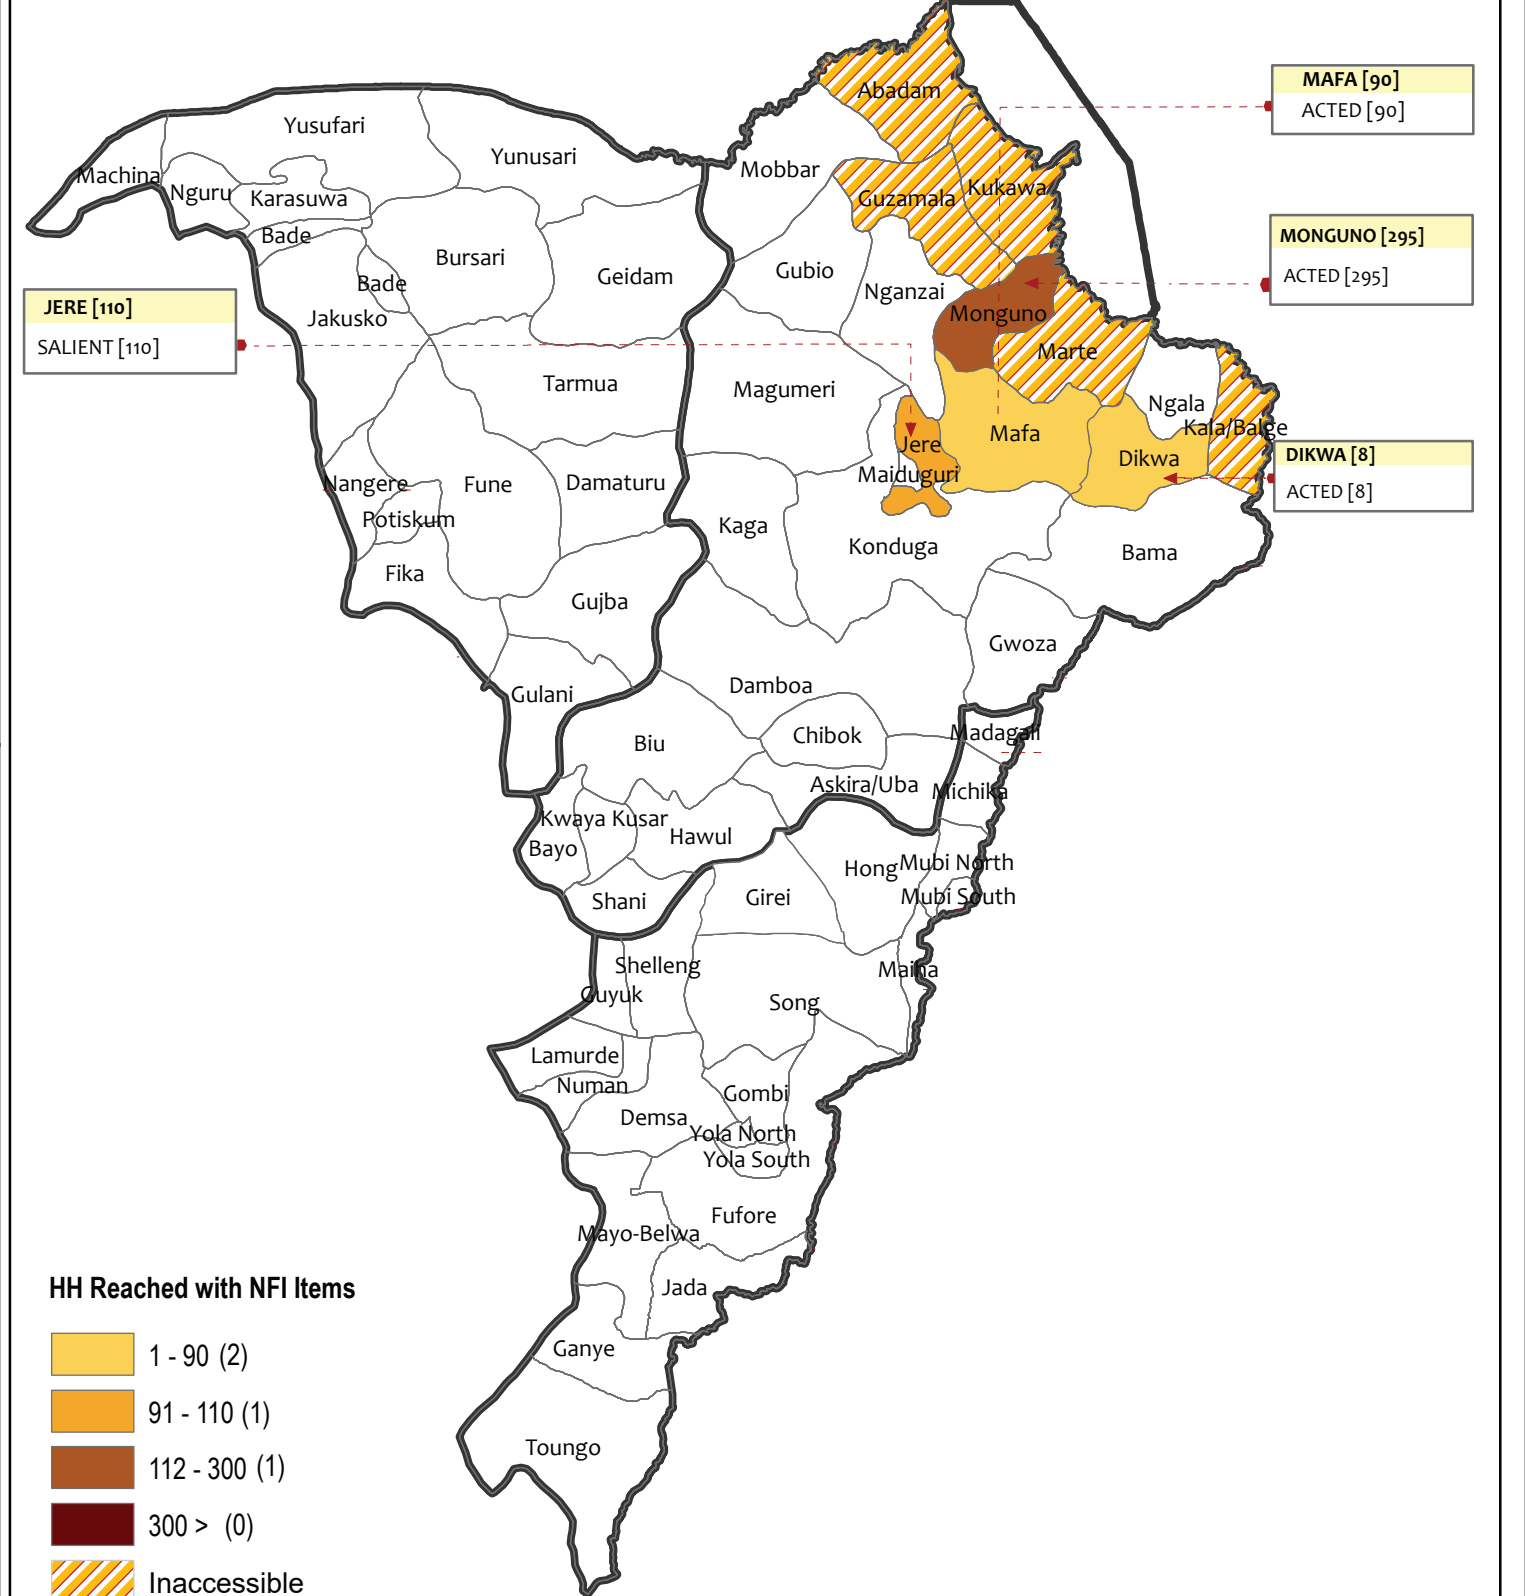 Abadam
MAFA [90]
ACTED [90]
Yusufari
Yunusari
Mobbar
Machina
Nguru
Karasuwa
Guzamala
Kukawa
Bade
Bursari
Geidam
Gubio
Nganzai
MONGUNO [295]
ACTED [295]
Bade
Jakusko
Monguno
JERE [110]
SALIENT [110]
Marte
Tarmua
Magumeri
Ngala
Kala/Balge
Jere
Mafa
Dikwa
DIKWA [8]
ACTED [8]
Maiduguri
Nangere
Fune
Damaturu
Potiskum
Kaga
Konduga
Bama
Fika
Gujba
Gwoza
Gulani
Damboa
Biu
Chibok
Madagali
Askira/Uba
Michika
Kwaya Kusar
Hawul
Bayo
Hong
Mubi North
Shani
Girei
Mubi South
Shelleng
Maiha
Guyuk
Song
Lamurde
Numan
Gombi
Demsa
Yola North
Yola South
Fufore
Mayo-Belwa
Jada
Ganye
Toungo
HH Reached with NFI Items
1 - 90 (2)
91 - 110 (1)
112 - 300 (1)
300 > (0)
Inaccessible